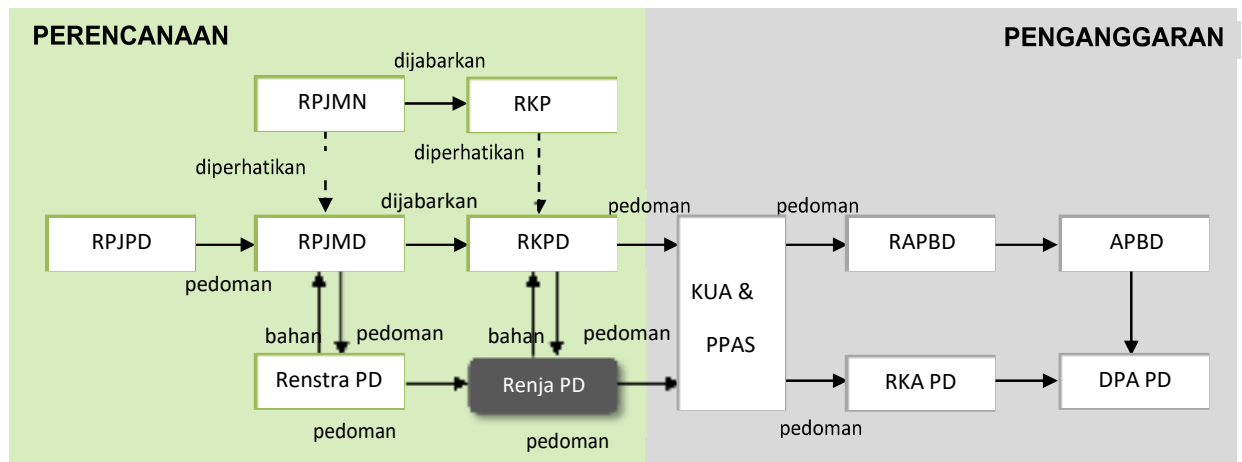 PERENCANAAN
PENGANGGARAN
dijabarkan
RPJMN
RKP
diperhatikan
diperhatikan
dijabarkan
pedoman
pedoman
RPJPD
RPJMD
RKPD
RAPBD
APBD
pedoman
KUA &
PPAS
bahan
pedoman
bahan
pedoman
Renstra PD
Renja PD
RKA PD
DPA PD
pedoman
pedoman
pedoman